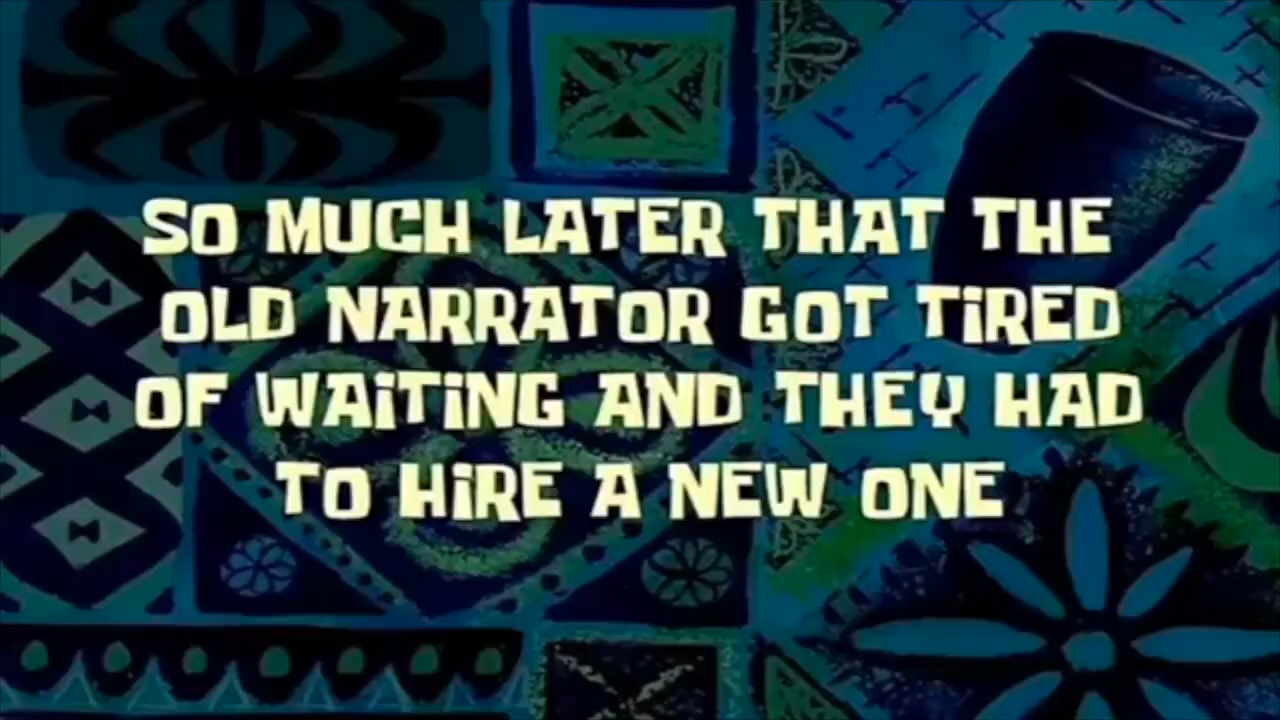 SO MUCH LATER THAT THE
OLD NARRATOR GOT TiRED
OF WAiTiNG AND THEY HAD
TO HiRE A NEW ONE